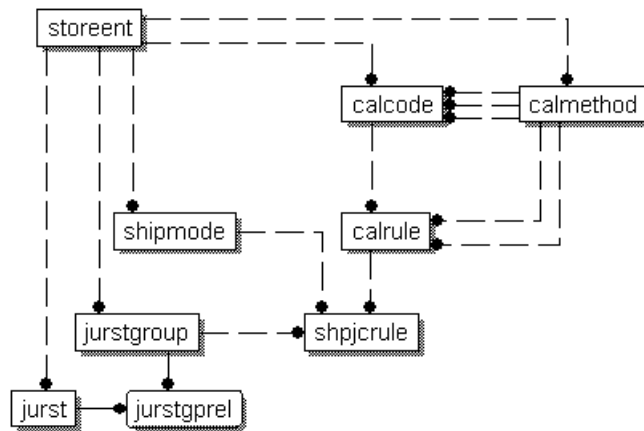 storeent
calcode
calmethod
shipmode
calrule
jurstgroup
shpjcrule
jurst
jurstgprel